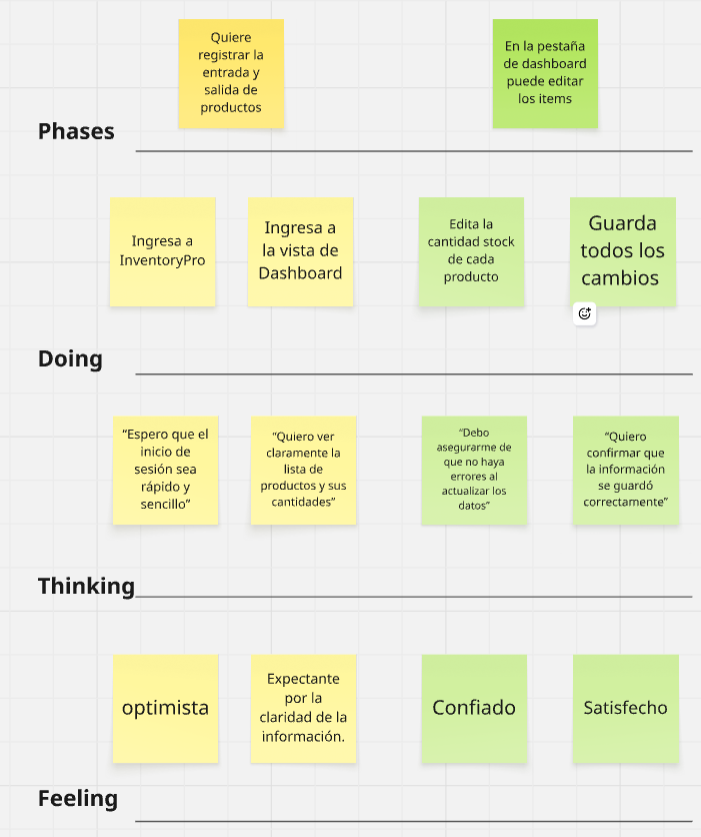 Quiere
registrar la
entrada y
salida de
productos
En la pestaña
de dashboard
puede editar
los items
Phases
Ingresa a
InventoryPro
Ingresa a
la vista de
Dashboard
Edita la
cantidad stock
de cada
producto
Guarda
todos los
cambios
Doing
“Espero que el
inicio de
sesión sea
rápido y
sencillo”
“Quiero ver
claramente la
lista de
productos y sus
cantidades”
“Debo
asegurarme de
que no haya
errores al
actualizar los
datos”
“Quiero
confirmar que
la información
se guardó
correctamente”
Thinking
optimista
Expectante
por la
claridad de la
información.
Confiado
Satisfecho
Feeling